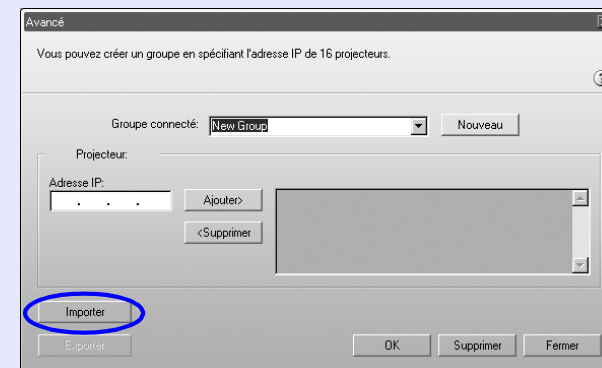 Avancé
Vous pouvez créer un groupe en spécifiant l'adresse IP de 16 projecteurs.
Groupe connecté: New Group Nouveau
Projecteur:
Adresse IP:
. . . Ajouter>
<Supprimer
Importer
Exporter
OK Supprimer Fermer